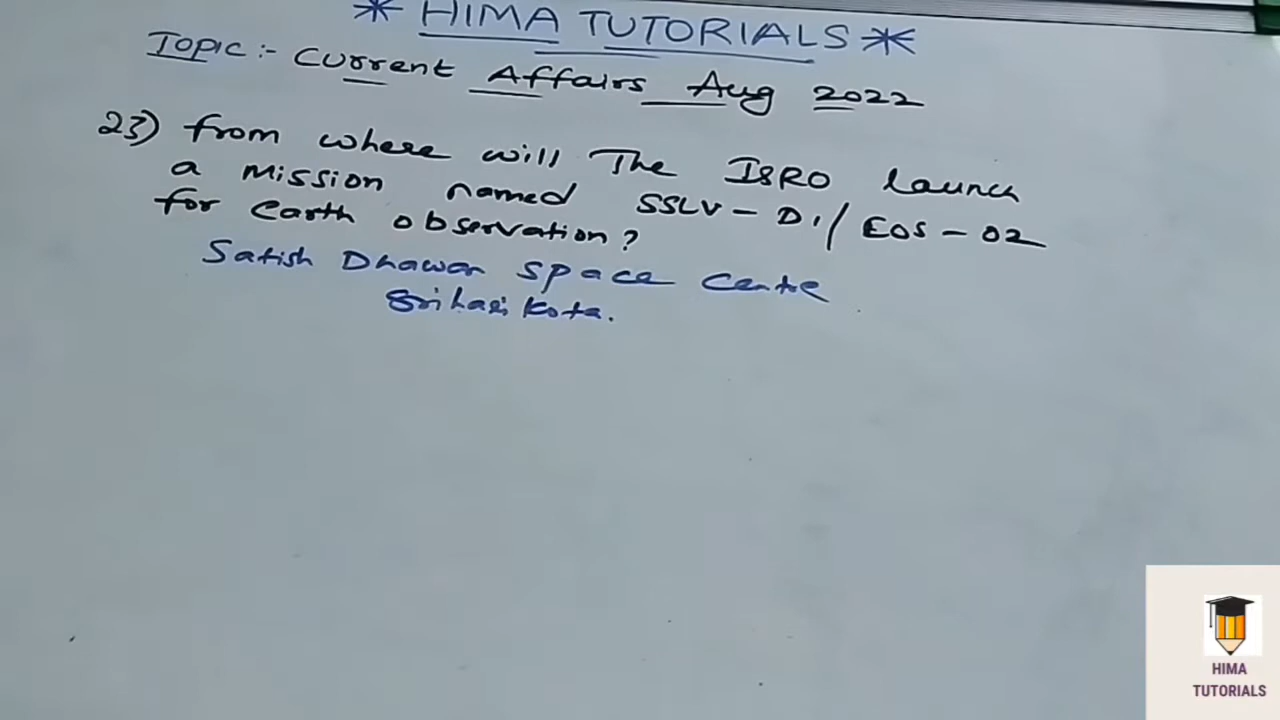 * HIMA TUTORIALS *
Topic:- Current Affairs Aug 2022
23) from where will The ISRO launch
a Mission named SSLV - D1/ EOS - 02
for earth observation?
Satish Dhawan Space Centre
Srihari Kota.
HIMA
TUTORIALS